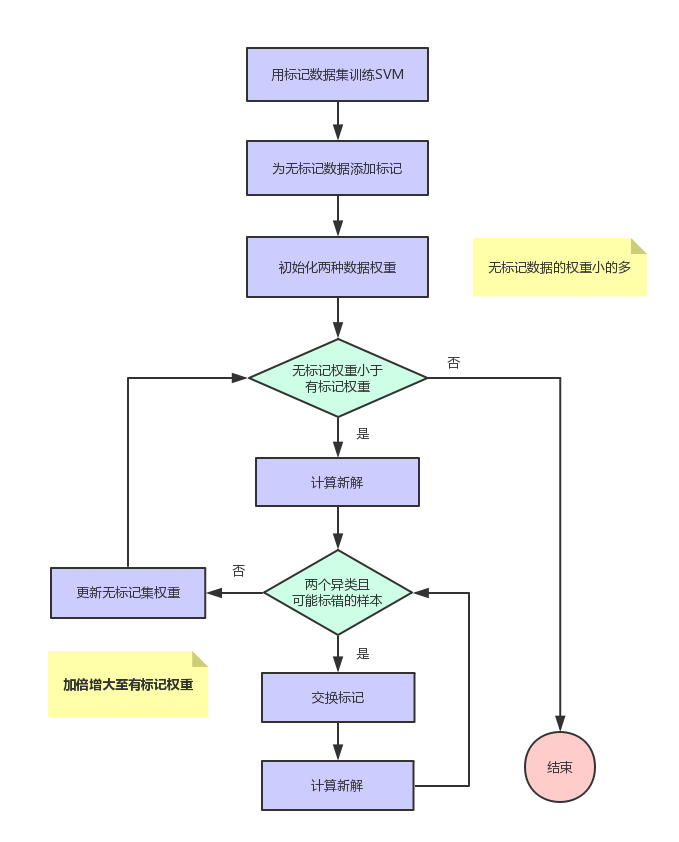 用标记数据集训练SVM
为无标记数据添加标记
初始化两种数据权重
无标记数据的权重小的多
无标记权重小于
有标记权重
否
是
计算新解
两个异类且
可能标错的样本
否
更新无标记集权重
是
加倍增大至有标记权重
交换标记
计算新解
结束